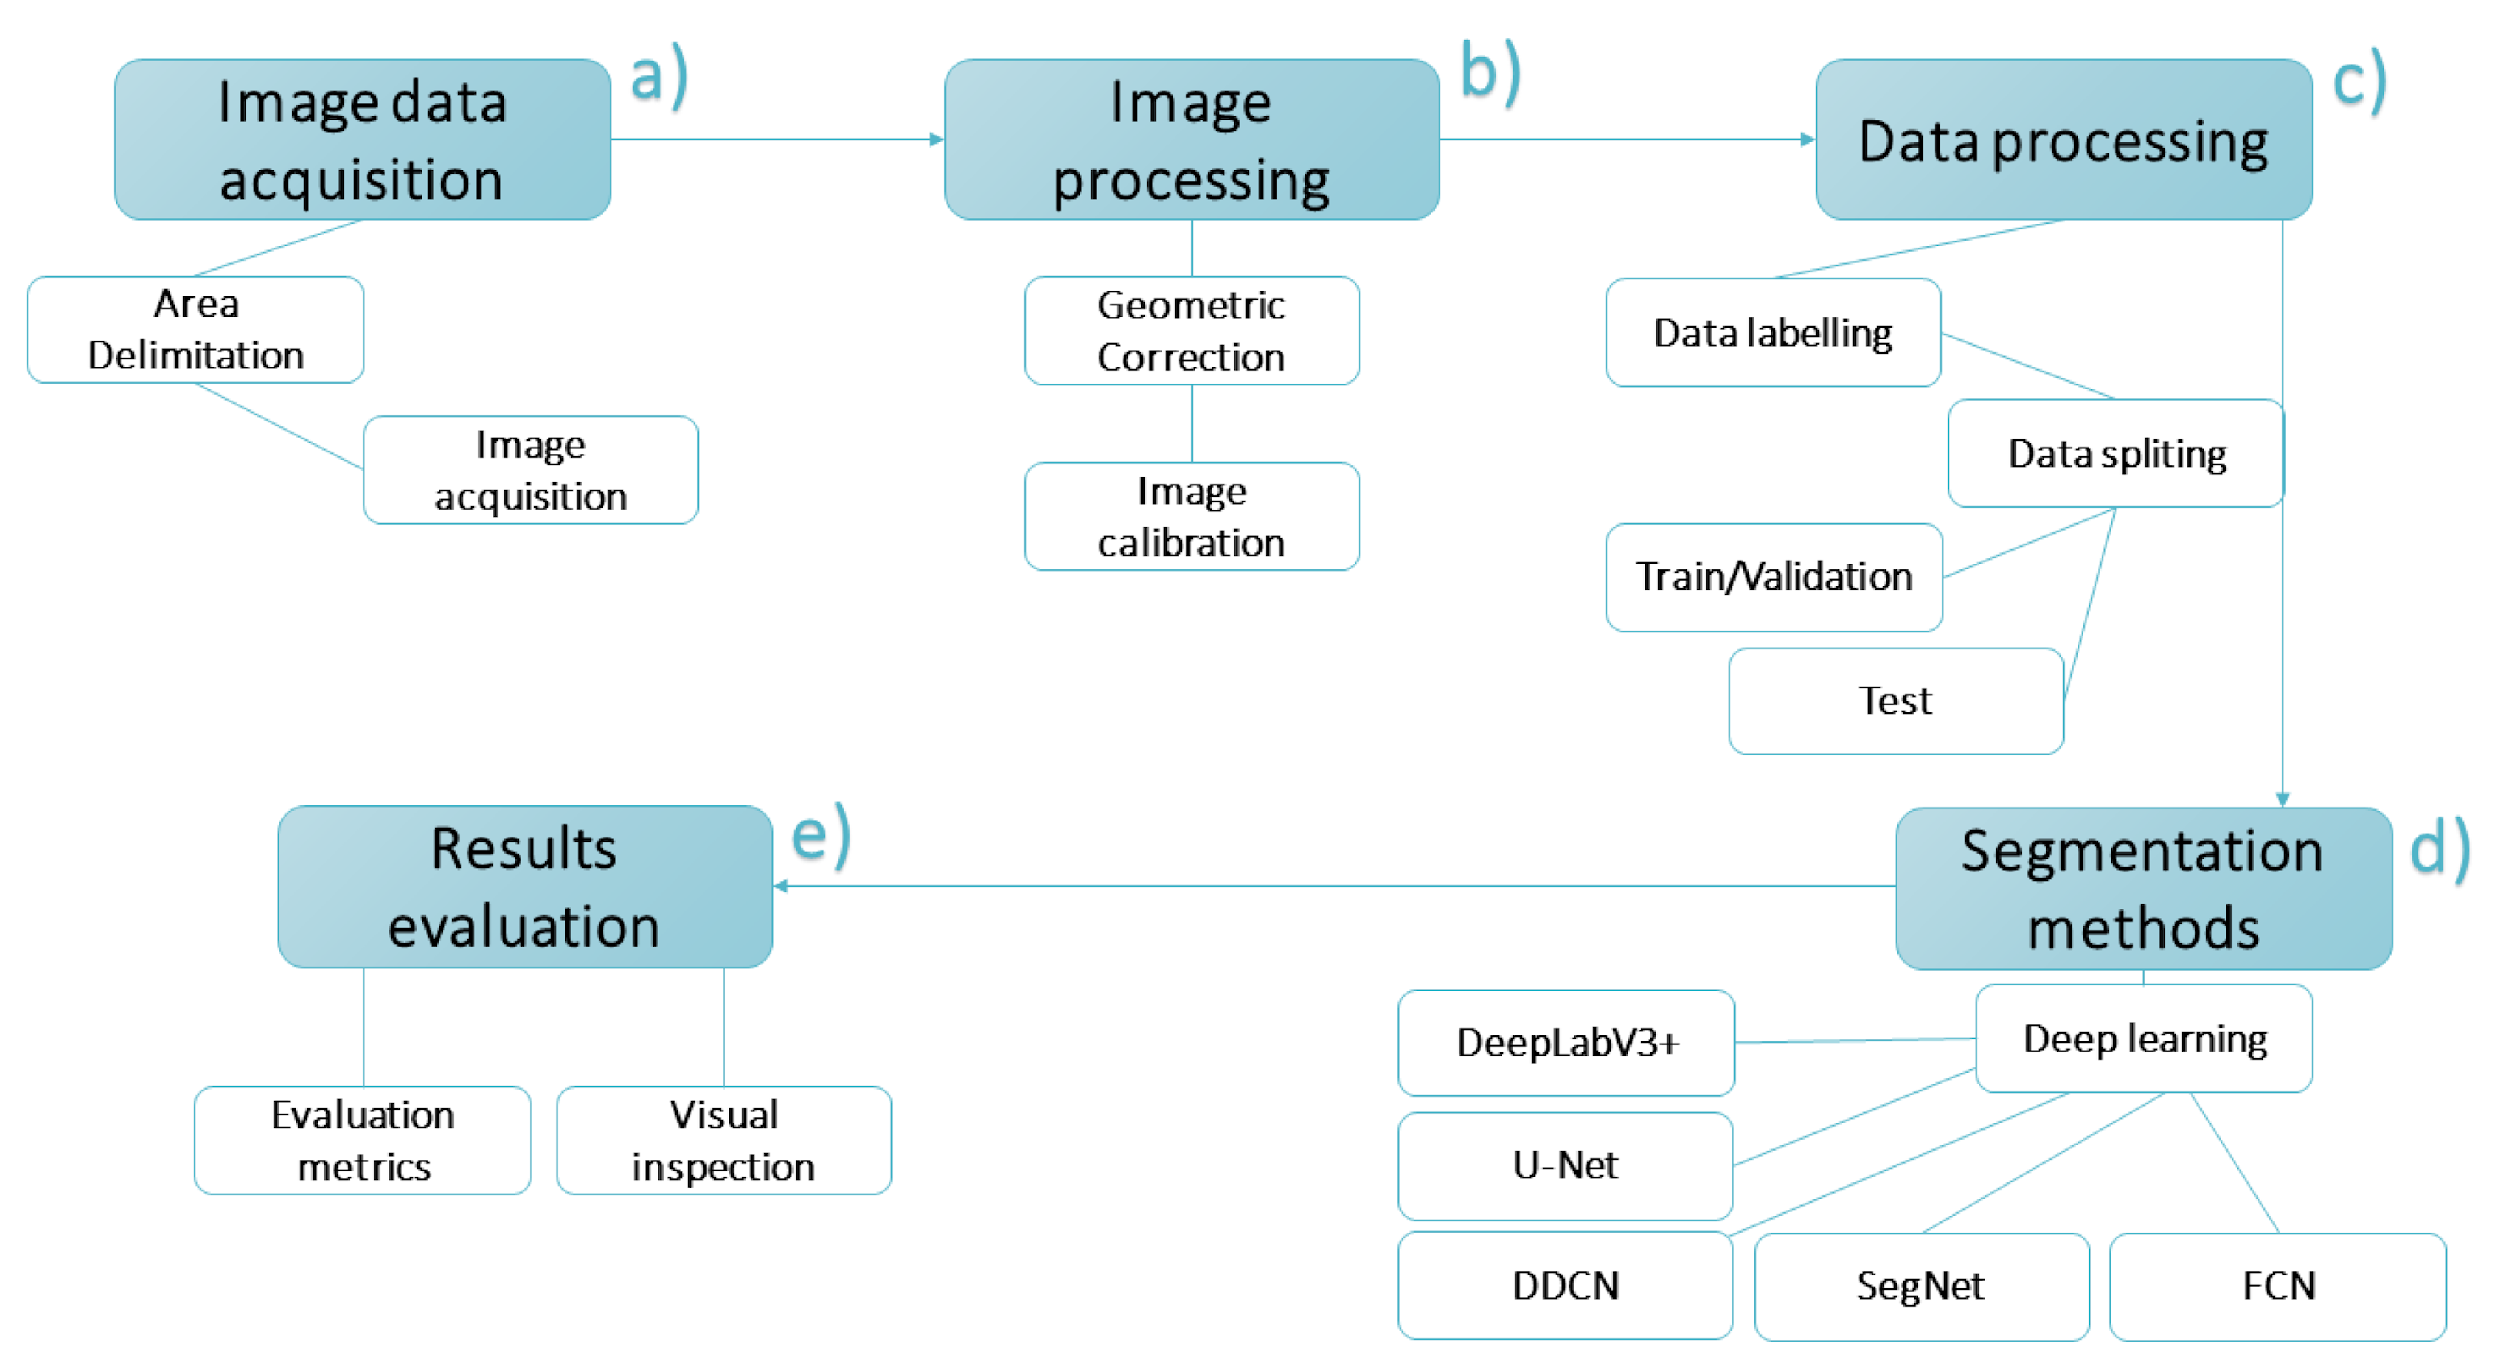 Image data
acquisition
a)
Area
Delimitation
Image
acquisition
Image
processing
b)
Geometric
Correction
Image
calibration
Data processing
c)
Data labelling
Data spliting
Train/Validation
Test
Segmentation
methods
d)
Deep learning
DeepLabV3+
U-Net
DDCN
SegNet
FCN
Results
evaluation
e)
Evaluation
metrics
Visual
inspection